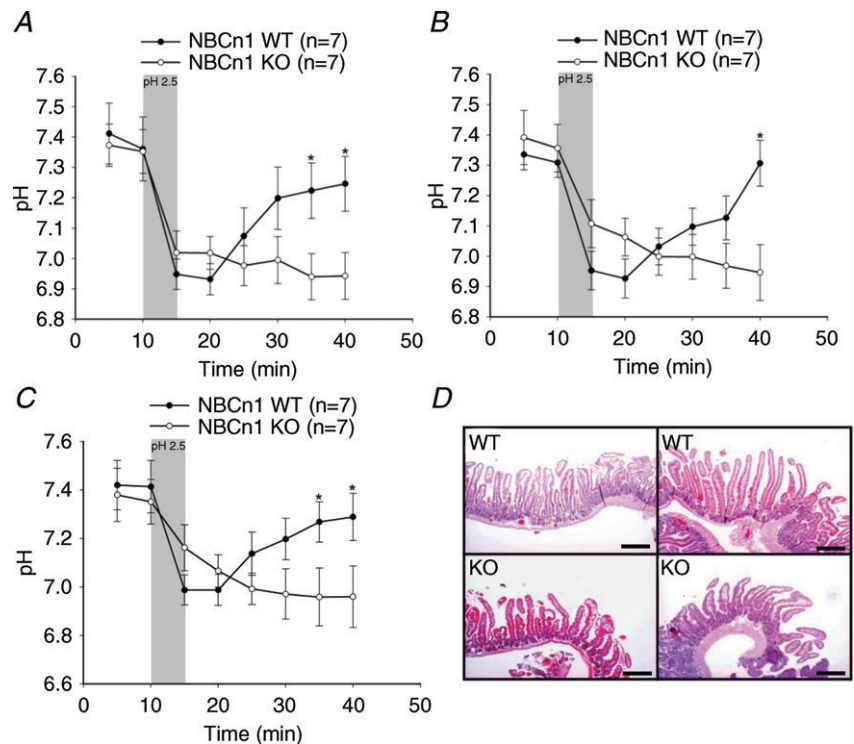 A
NBCn1 WT (n=7)
NBCn1 KO (n=7)
pH 2.5
7.6
7.5
7.4
7.3
7.2
7.1
7.0
6.9
6.8
pH
0 10 20 30 40 50
Time (min)
* *
B
NBCn1 WT (n=7)
NBCn1 KO (n=7)
pH 2.5
7.6
7.5
7.4
7.3
7.2
7.1
7.0
6.9
6.8
pH
0 10 20 30 40 50
Time (min)
*
C
NBCn1 WT (n=7)
NBCn1 KO (n=7)
pH 2.5
7.6
7.4
7.2
7.0
6.8
6.6
pH
0 10 20 30 40 50
Time (min)
* *
D
WT WT
KO KO